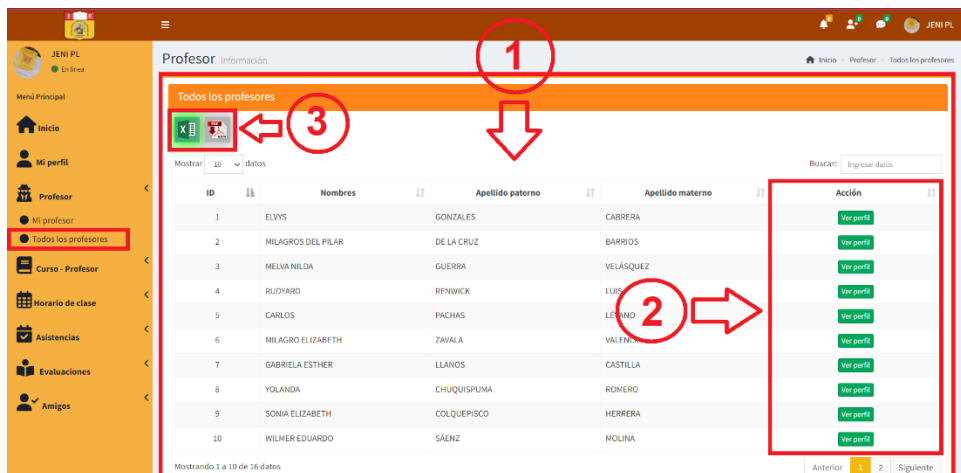 I E
JENI PL
JENI PL
En linea
Profesor Información
Inicio > Profesor > Todos los profesores
1
Menú Principal
Inicio
Mi perfil
Profesor
Mi profesor
Todos los profesores
Curso - Profesor
Horario de clase
Asistencias
Evaluaciones
Amigos
Todos los profesores
3
Mostrar 10 datos
Buscar: Ingresar datos
ID Nombres Apellido paterno Apellido materno Acción
1 ELVYS GONZALES CABRERA Ver perfil
2 MILAGROS DEL PILAR DE LA CRUZ BARRIOS Ver perfil
3 MELVA NILDA GUERRA VELÁSQUEZ Ver perfil
4 RUDYARD RENWICK LUIS Ver perfil
5 CARLOS PACHAS Ver perfil
2
6 MILAGRO ELIZABETH ZAVALA Ver perfil
7 GABRIELA ESTHER LLANOS CASTILLA Ver perfil
8 YOLANDA CHUQUISPUMA ROMERO Ver perfil
9 SONIA ELIZABETH COLQUEPISCO HERRERA Ver perfil
10 WILMER EDUARDO SÁENZ MOLINA Ver perfil
Mostrando 1 a 10 de 16 datos
Anterior 1 2 Siguiente